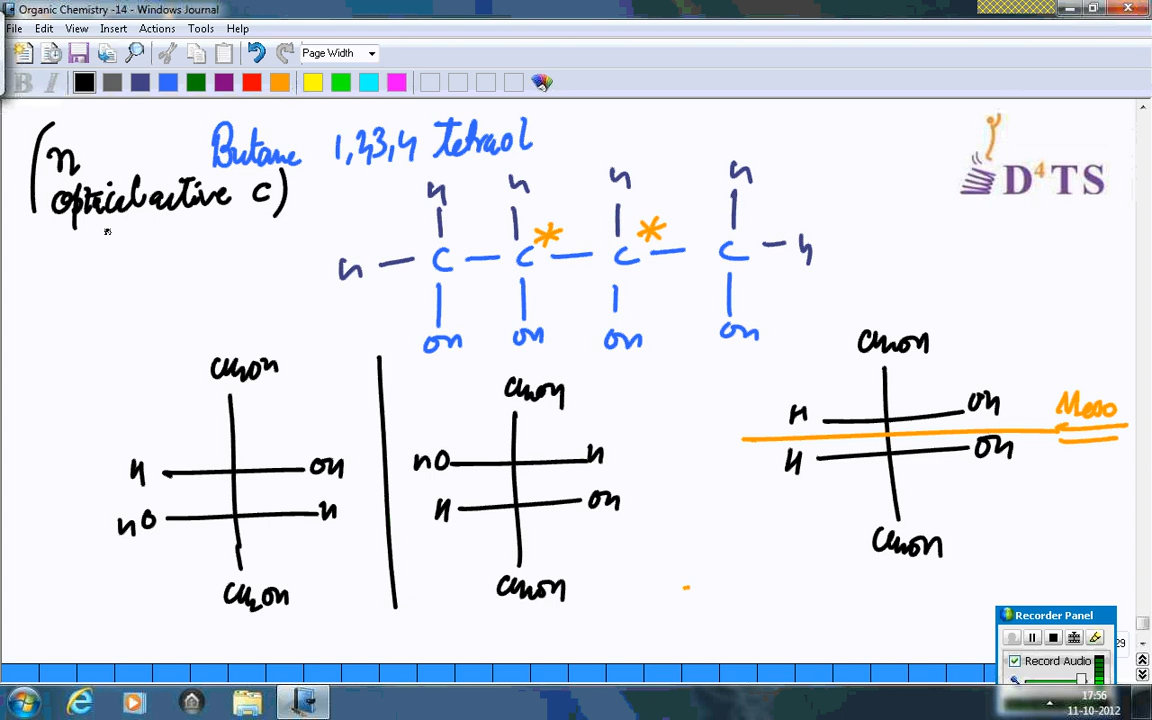 Organic Chemistry -14 - Windows Journal
File Edit View Insert Actions Tools Help
Page Width
B I
(n
optical active C)
Butane 1,2,3,4 tetraol
D4TS
H H H H
H — C — C* — C* — C — H
OH OH OH OH
CH2OH
H OH
HO H
CH2OH
CH2OH
HO H
H OH
CH2OH
CH2OH
H OH
Meso
H OH
CH2OH
Recorder Panel
29
Record Audio
17:56
11-10-2012